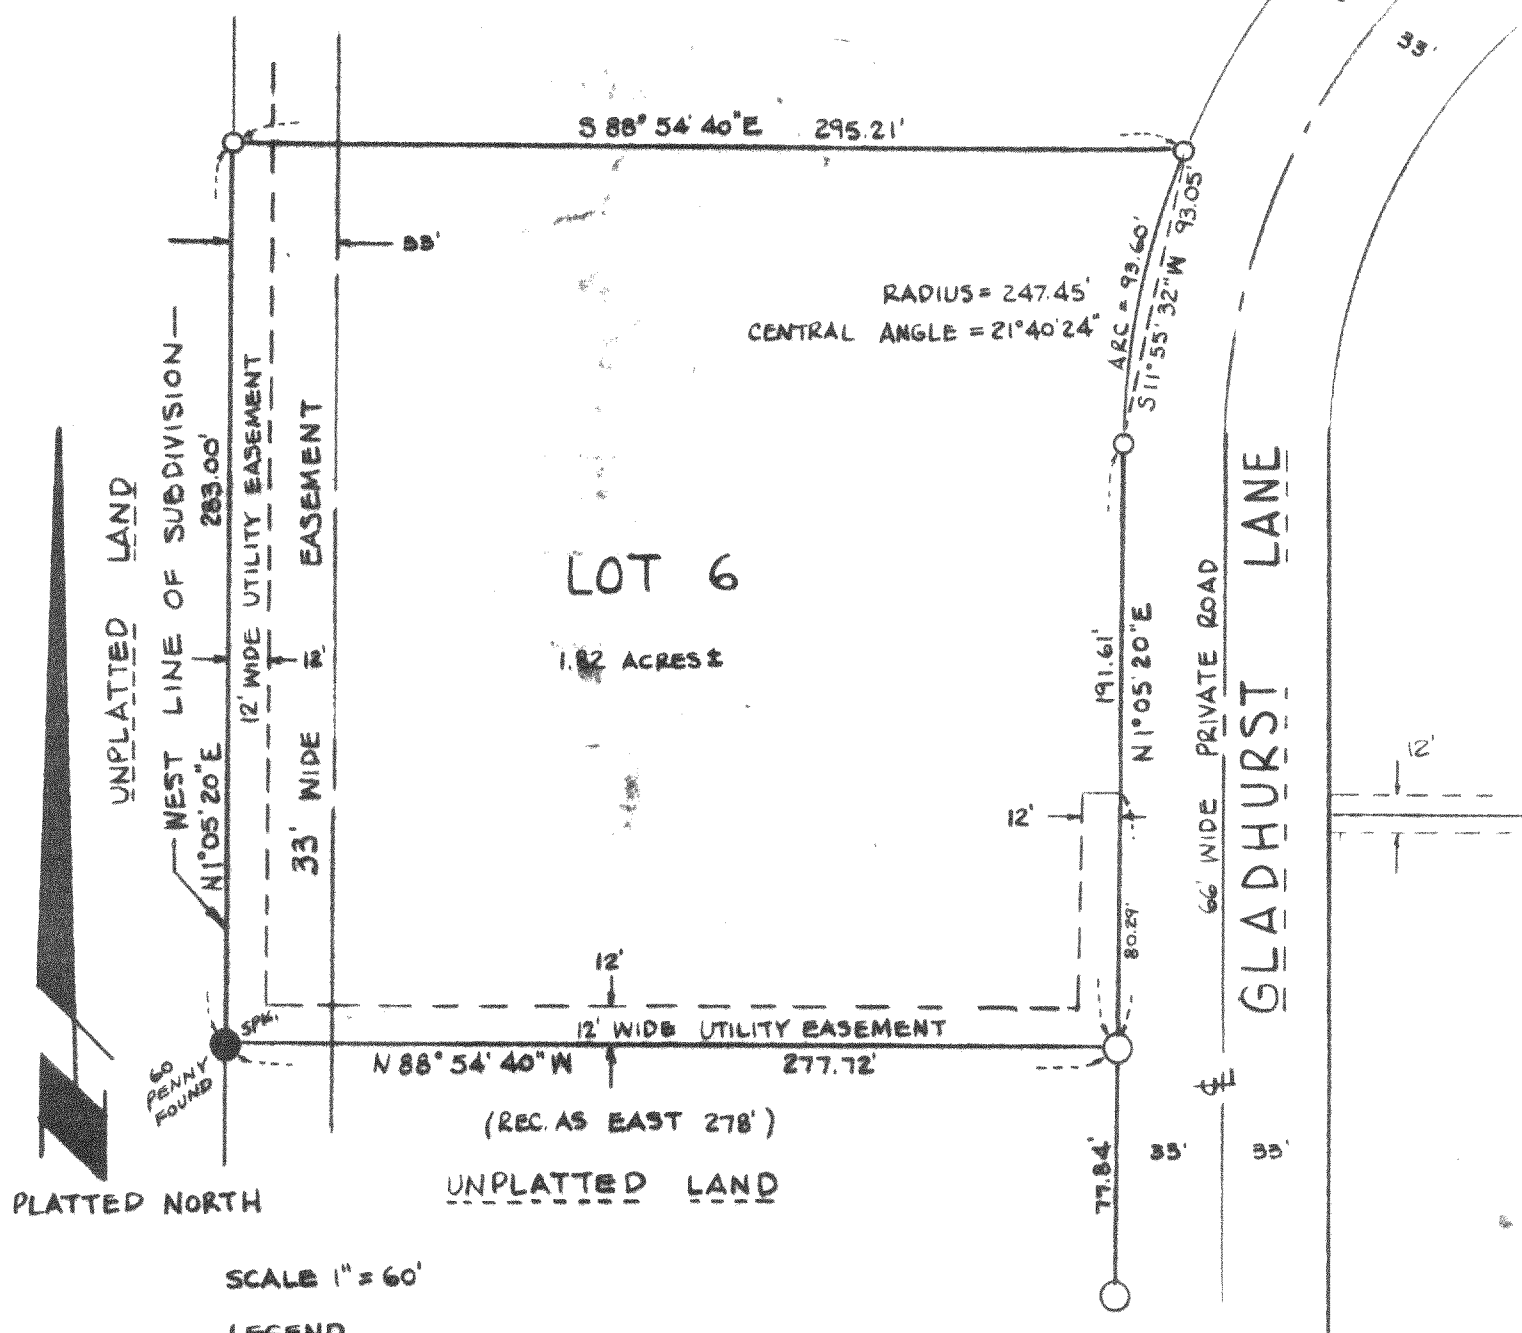 33'
S 88° 54' 40" E 295.21'
33'
93.05'
S 11° 55' 32" W
ARC = 93.60'
RADIUS = 247.45'
CENTRAL ANGLE = 21° 40' 24"
UNPLATTED LAND
WEST LINE OF SUBDIVISION
283.00'
N 1° 05' 20" E
12' WIDE UTILITY EASEMENT
12'
33' WIDE EASEMENT
LOT 6
1.82 ACRES ±
191.61'
N 1° 05' 20" E
66' WIDE PRIVATE ROAD
GLADHURST LANE
12'
12'
80.29'
12'
12' WIDE UTILITY EASEMENT
SPK.
60
PENNY
FOUND
N 88° 54' 40" W 277.72'
(REC. AS EAST 278')
UNPLATTED LAND
77.84'
33' 33'
PLATTED NORTH
SCALE 1" = 60'
LEGEND